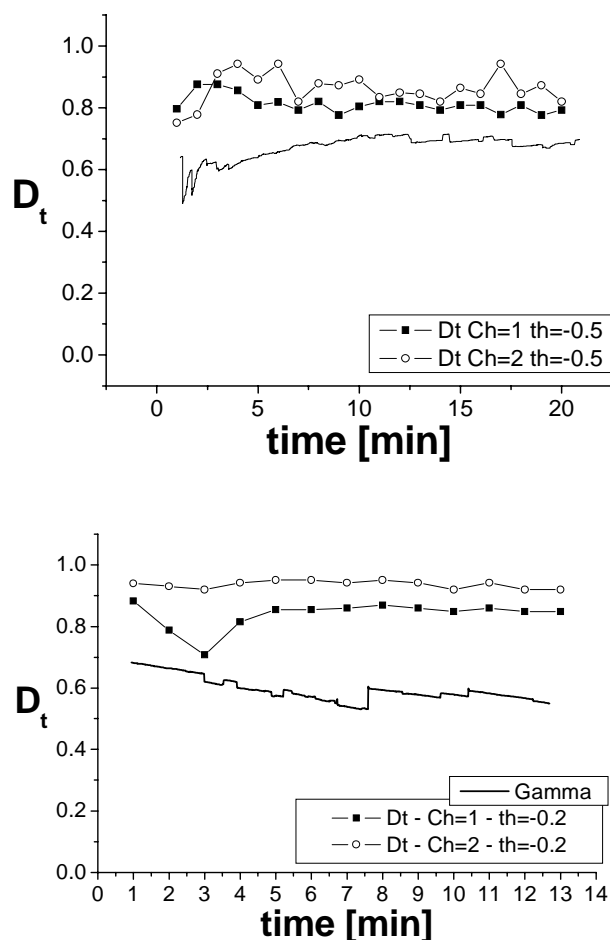 1.0
0.8
0.6
0.4
0.2
0.0
Dt
0 5 10 15 20
time [min]
Dt Ch=1 th=-0.5
Dt Ch=2 th=-0.5
1.0
0.8
0.6
0.4
0.2
0.0
Dt
Gamma
Dt - Ch=1 - th=-0.2
Dt - Ch=2 - th=-0.2
0 1 2 3 4 5 6 7 8 9 10 11 12 13 14
time [min]